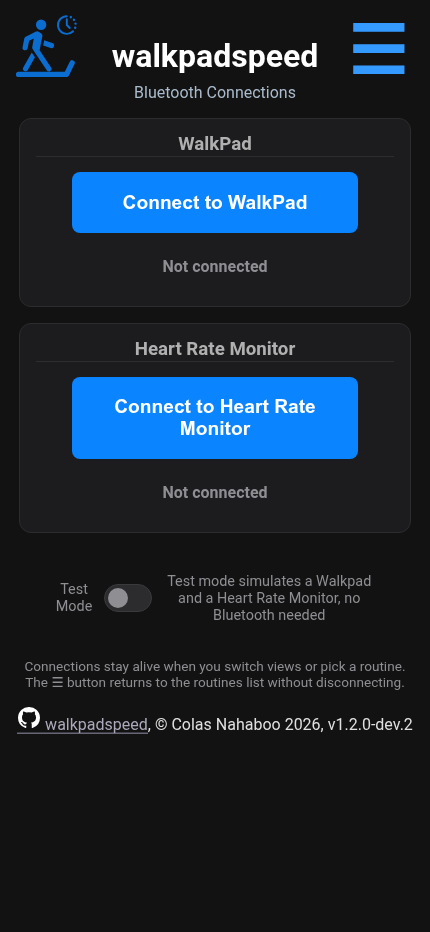 walkpadspeed
Bluetooth Connections
WalkPad
Connect to WalkPad
Not connected
Heart Rate Monitor
Connect to Heart Rate
Monitor
Not connected
Test
Mode
Test mode simulates a Walkpad
and a Heart Rate Monitor, no
Bluetooth needed
Connections stay alive when you switch views or pick a routine.
The ☰ button returns to the routines list without disconnecting.
walkpadspeed, © Colas Nahaboo 2026, v1.2.0-dev.2